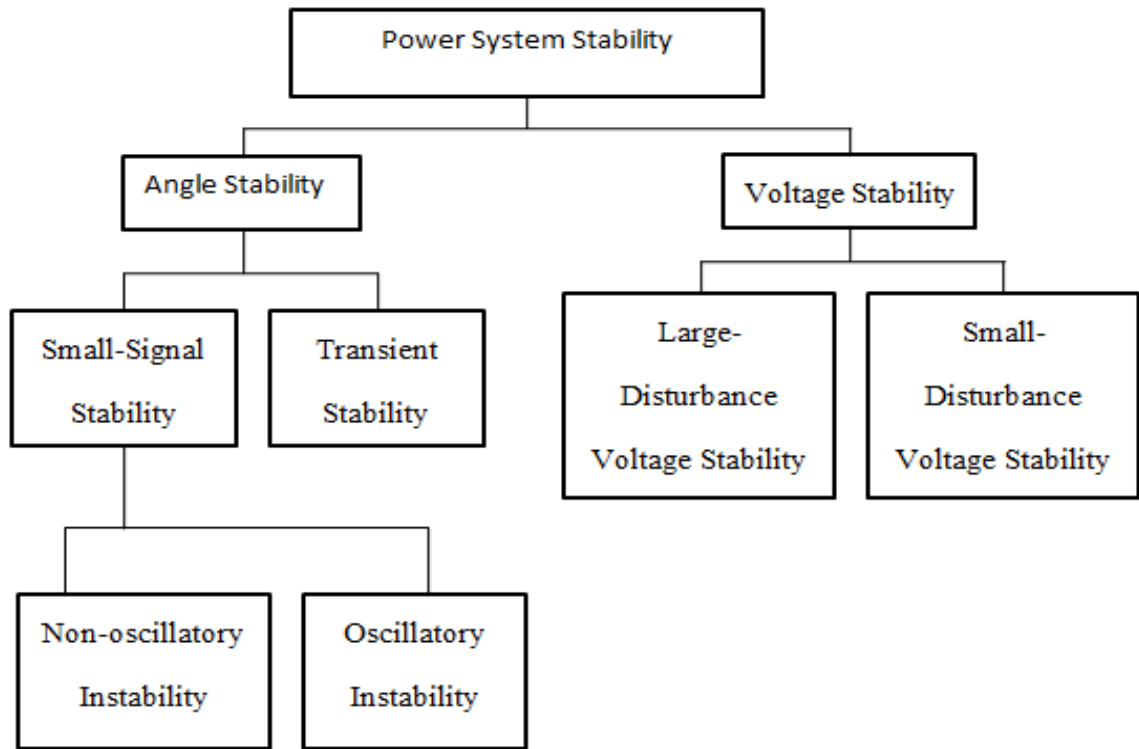 Power System Stability
Angle Stability
Voltage Stability
Small-Signal
Stability
Transient
Stability
Large-
Disturbance
Voltage Stability
Small-
Disturbance
Voltage Stability
Non-oscillatory
Instability
Oscillatory
Instability